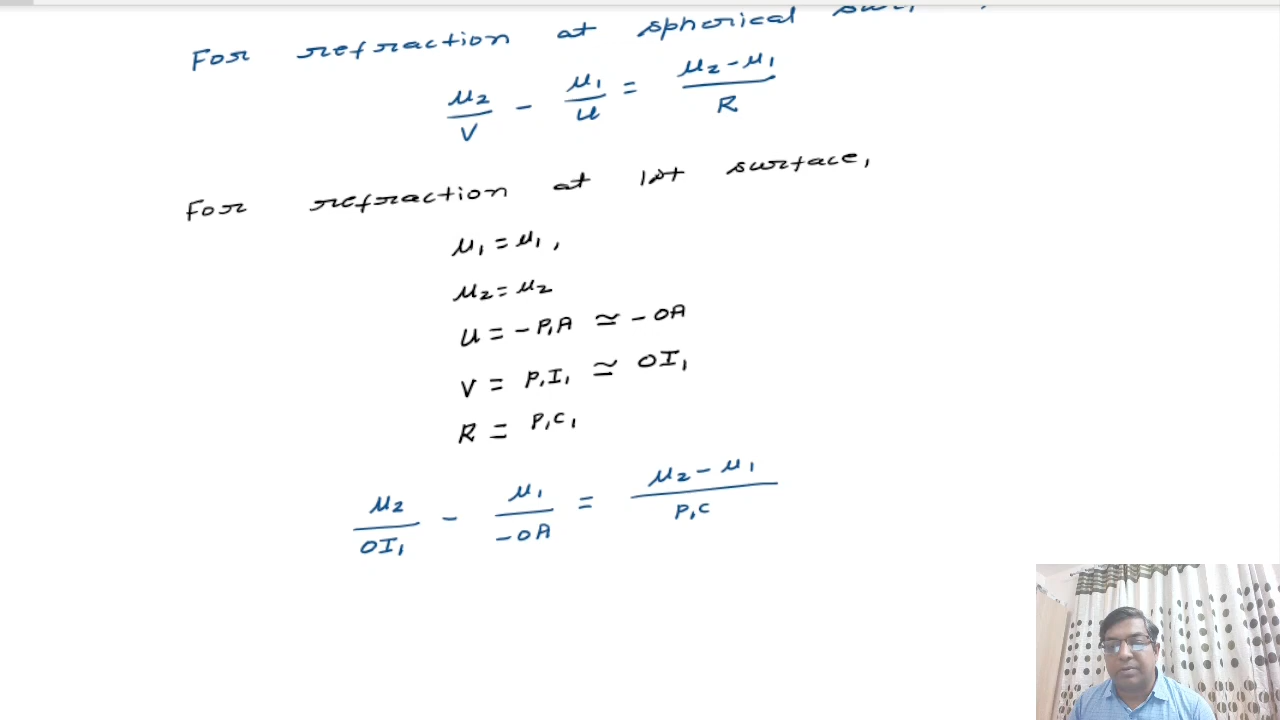 For refraction at spherical
μ₂/V - μ₁/u = (μ₂ - μ₁)/R
For refraction at 1st surface,
μ₁ = μ₁,
μ₂ = μ₂
u = - P₁A ≃ - OA
V = P₁I₁ ≃ OI₁
R = P₁C₁
μ₂/OI₁ - μ₁/-OA = (μ₂ - μ₁)/P₁C